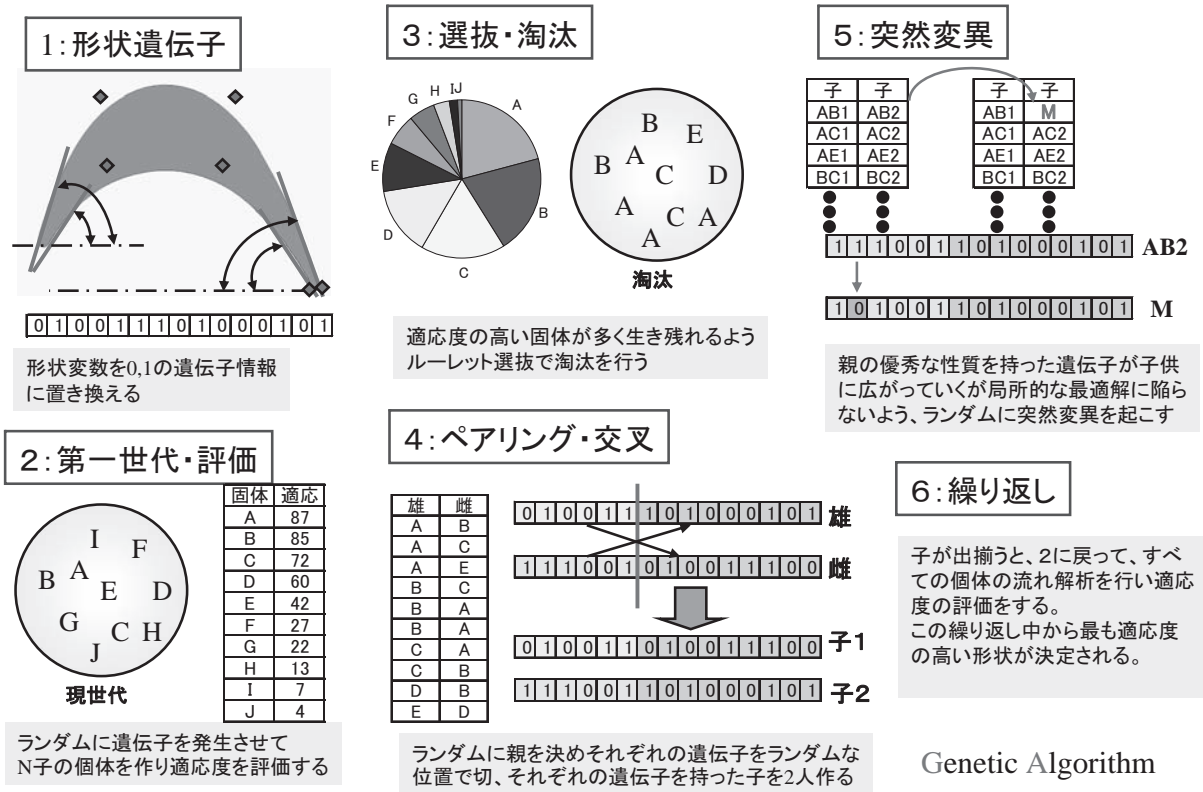 1:形状遺伝子
0 1 0 0 1 1 1 0 1 0 0 0 1 0 1
形状変数を0,1の遺伝子情報
に置き換える
2:第一世代・評価
I F
B A E D
G C H
J
現世代
固体 適応
A 87
B 85
C 72
D 60
E 42
F 27
G 22
H 13
I 7
J 4
ランダムに遺伝子を発生させて
N子の個体を作り適応度を評価する
3:選抜・淘汰
A
B
C
D
E
F
G
H
I
J
B E
B A C D
A C A
A
淘汰
適応度の高い固体が多く生き残れるよう
ルーレット選抜で淘汰を行う
4:ペアリング・交叉
雄 雌
A B
A C
A E
B C
B A
B A
C A
C B
D B
E D
0 1 0 0 1 1 1 0 1 0 0 0 1 0 1 雄
1 1 1 0 0 1 0 1 0 0 1 1 1 0 0 雌
0 1 0 0 1 1 0 1 0 0 1 1 1 0 0 子1
1 1 1 0 0 1 1 0 1 0 0 0 1 0 1 子2
ランダムに親を決めそれぞれの遺伝子をランダムな
位置で切、それぞれの遺伝子を持った子を2人作る
5:突然変異
子 子
AB1 AB2
AC1 AC2
AE1 AE2
BC1 BC2
子 子
AB1 M
AC1 AC2
AE1 AE2
BC1 BC2
1 1 1 0 0 1 1 0 1 0 0 0 1 0 1 AB2
1 0 1 0 0 1 1 0 1 0 0 0 1 0 1 M
親の優秀な性質を持った遺伝子が子供
に広がっていくが局所的な最適解に陥ら
ないよう、ランダムに突然変異を起こす
6:繰り返し
子が出揃うと、2に戻って、すべ
ての個体の流れ解析を行い適応
度の評価をする。
この繰り返し中から最も適応度
の高い形状が決定される。
Genetic Algorithm